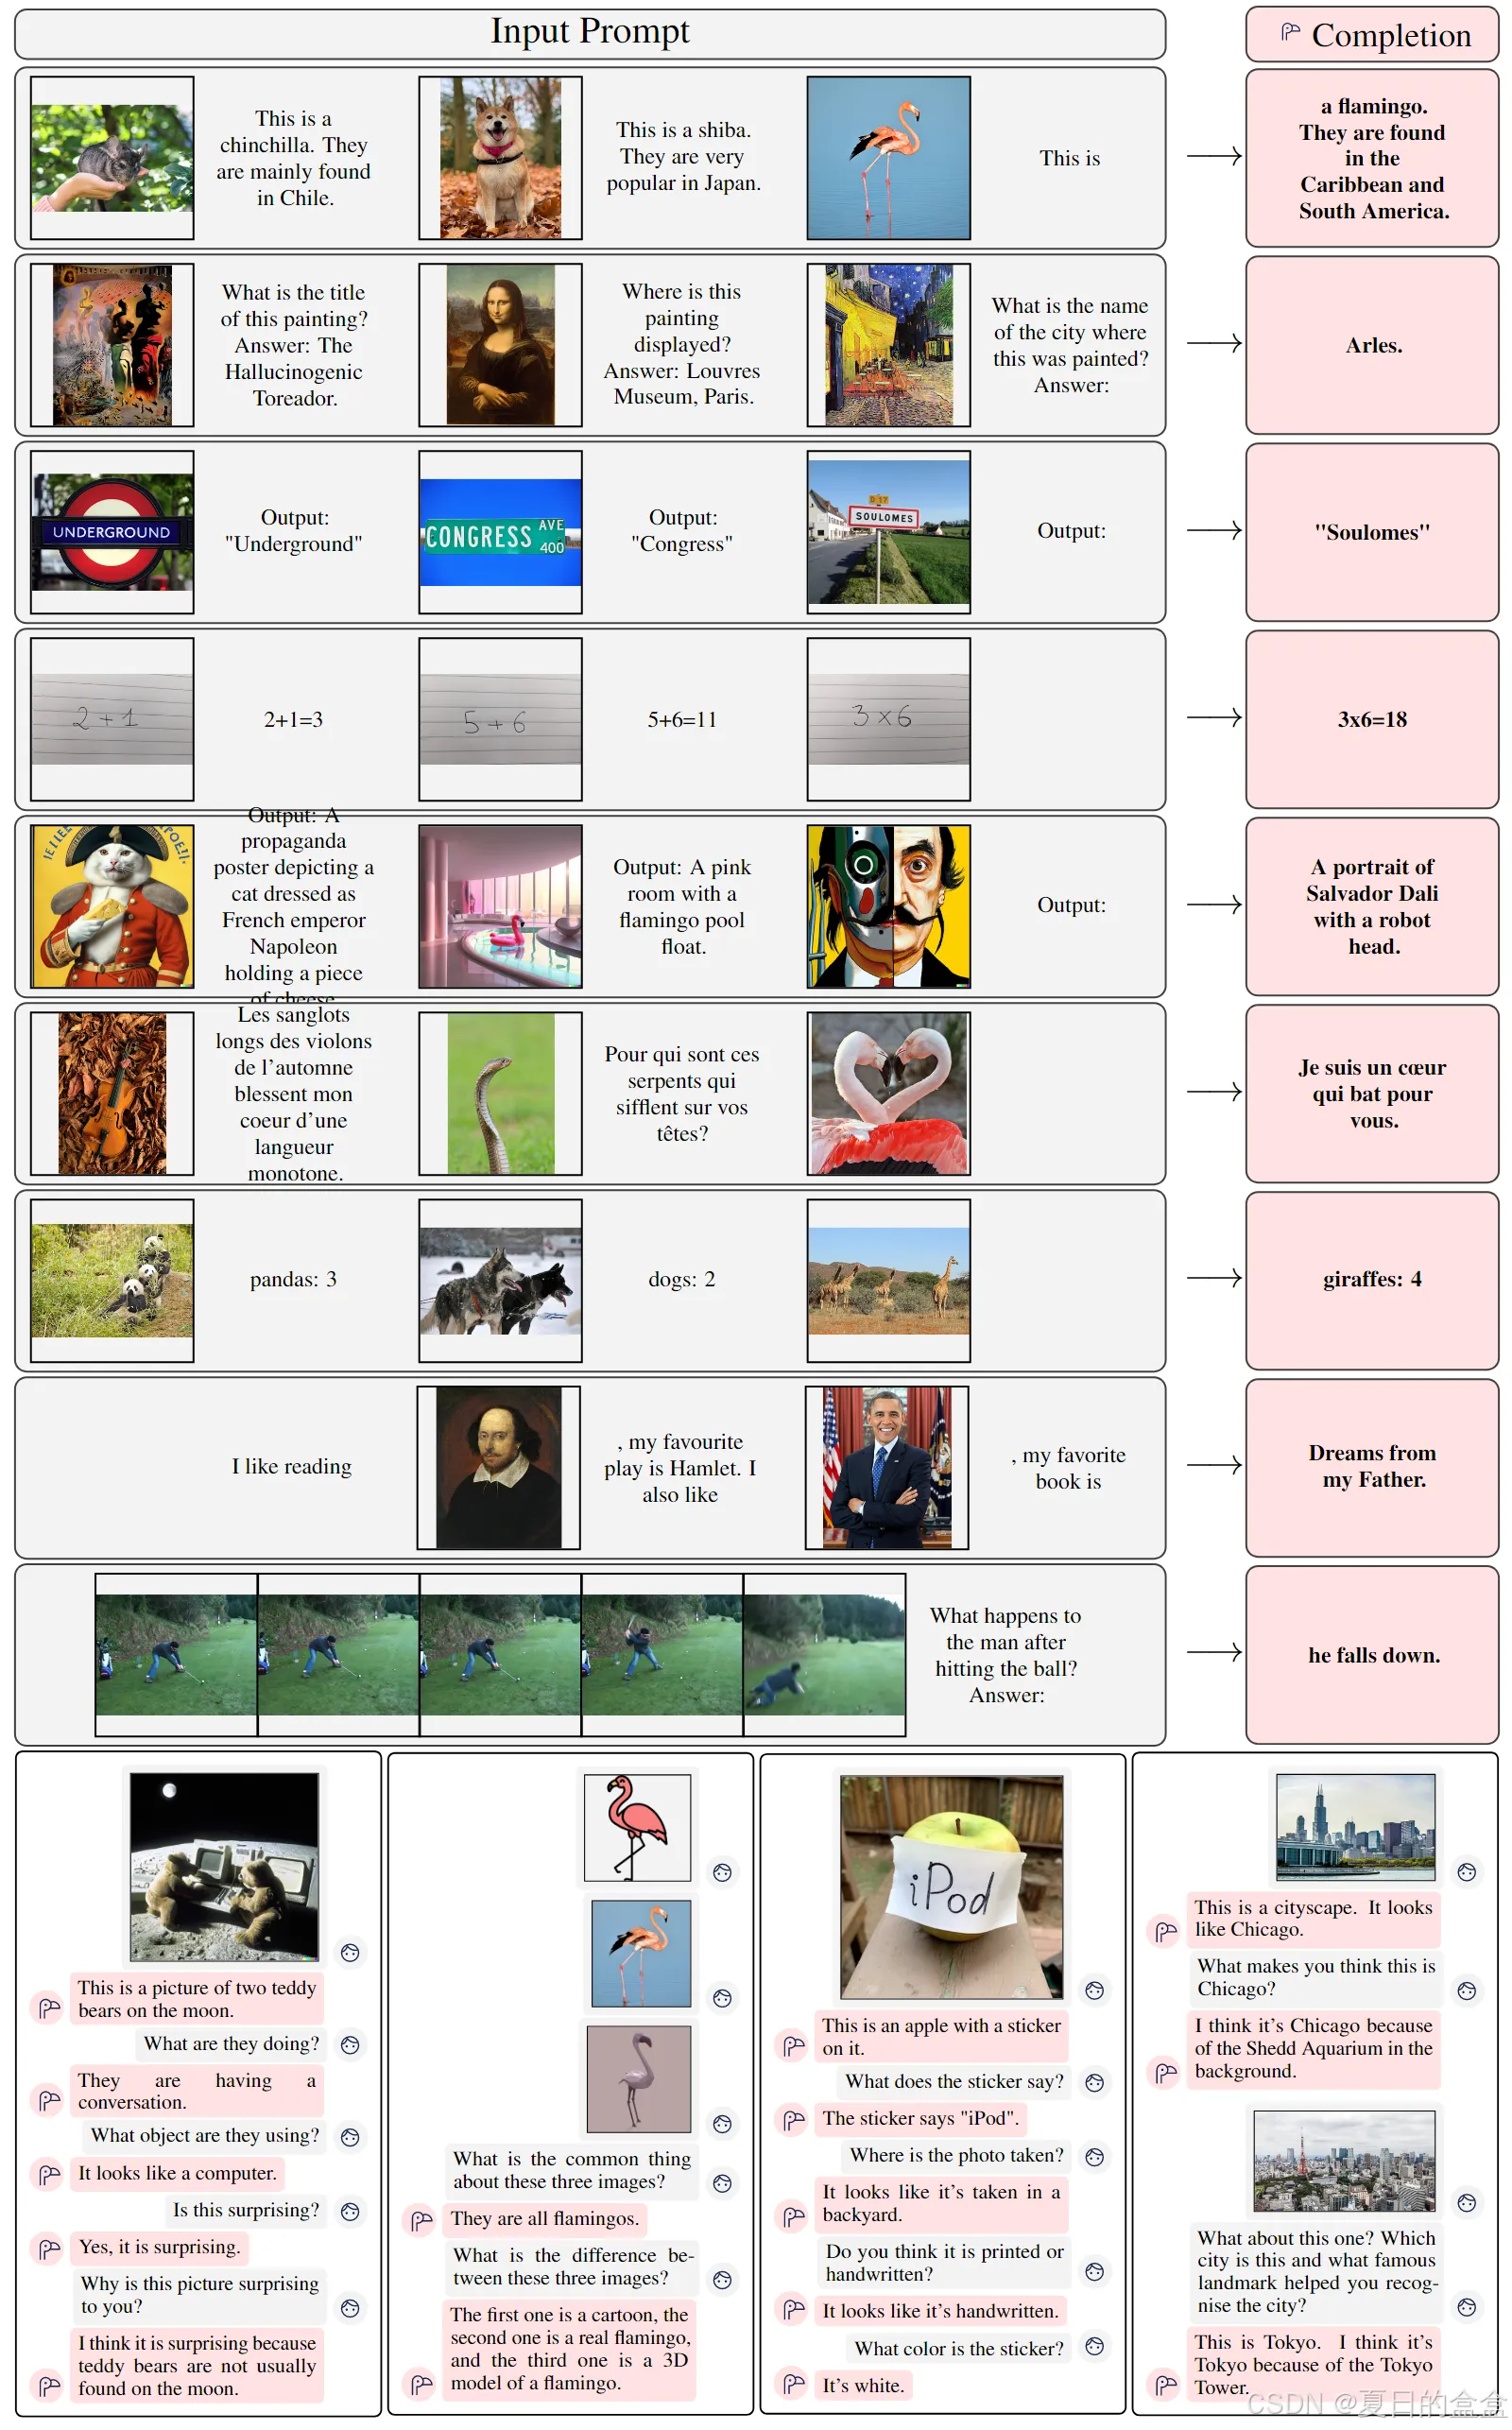 Input Prompt
Completion
This is a
chinchilla. They
are mainly found
in Chile.
This is a shiba.
They are very
popular in Japan.
This is
a flamingo.
They are found
in the
Caribbean and
South America.
What is the title
of this painting?
Answer: The
Hallucinogenic
Toreador.
Where is this
painting
displayed?
Answer: Louvres
Museum, Paris.
What is the name
of the city where
this was painted?
Answer:
Arles.
UNDERGROUND
Output:
"Underground"
CONGRESS AVE
400
Output:
"Congress"
SOULOMES
Output:
"Soulomes"
2+1
2+1=3
5+6
5+6=11
3×6
3x6=18
Output: A
propaganda
poster depicting a
cat dressed as
French emperor
Napoleon
holding a piece
of cheese.
Output: A pink
room with a
flamingo pool
float.
Output:
A portrait of
Salvador Dali
with a robot
head.
Les sanglots
longs des violons
de l’automne
blessent mon
coeur d’une
langueur
monotone.
Pour qui sont ces
serpents qui
sifflent sur vos
têtes?
Je suis un cœur
qui bat pour
vous.
pandas: 3
dogs: 2
giraffes: 4
I like reading
, my favourite
play is Hamlet. I
also like
, my favorite
book is
Dreams from
my Father.
What happens to
the man after
hitting the ball?
Answer:
he falls down.
This is a picture of two teddy
bears on the moon.
What are they doing?
They are having a
conversation.
What object are they using?
It looks like a computer.
Is this surprising?
Yes, it is surprising.
Why is this picture surprising
to you?
I think it is surprising because
teddy bears are not usually
found on the moon.
What is the common thing
about these three images?
They are all flamingos.
What is the difference be-
tween these three images?
The first one is a cartoon, the
second one is a real flamingo,
and the third one is a 3D
model of a flamingo.
iPod
This is an apple with a sticker
on it.
What does the sticker say?
The sticker says "iPod".
Where is the photo taken?
It looks like it’s taken in a
backyard.
Do you think it is printed or
handwritten?
It looks like it’s handwritten.
What color is the sticker?
It’s white.
This is a cityscape. It looks
like Chicago.
What makes you think this is
Chicago?
I think it’s Chicago because
of the Shedd Aquarium in the
background.
What about this one? Which
city is this and what famous
landmark helped you recog-
nise the city?
This is Tokyo. I think it’s
Tokyo because of the Tokyo
Tower.
CSDN @夏日的盒盒